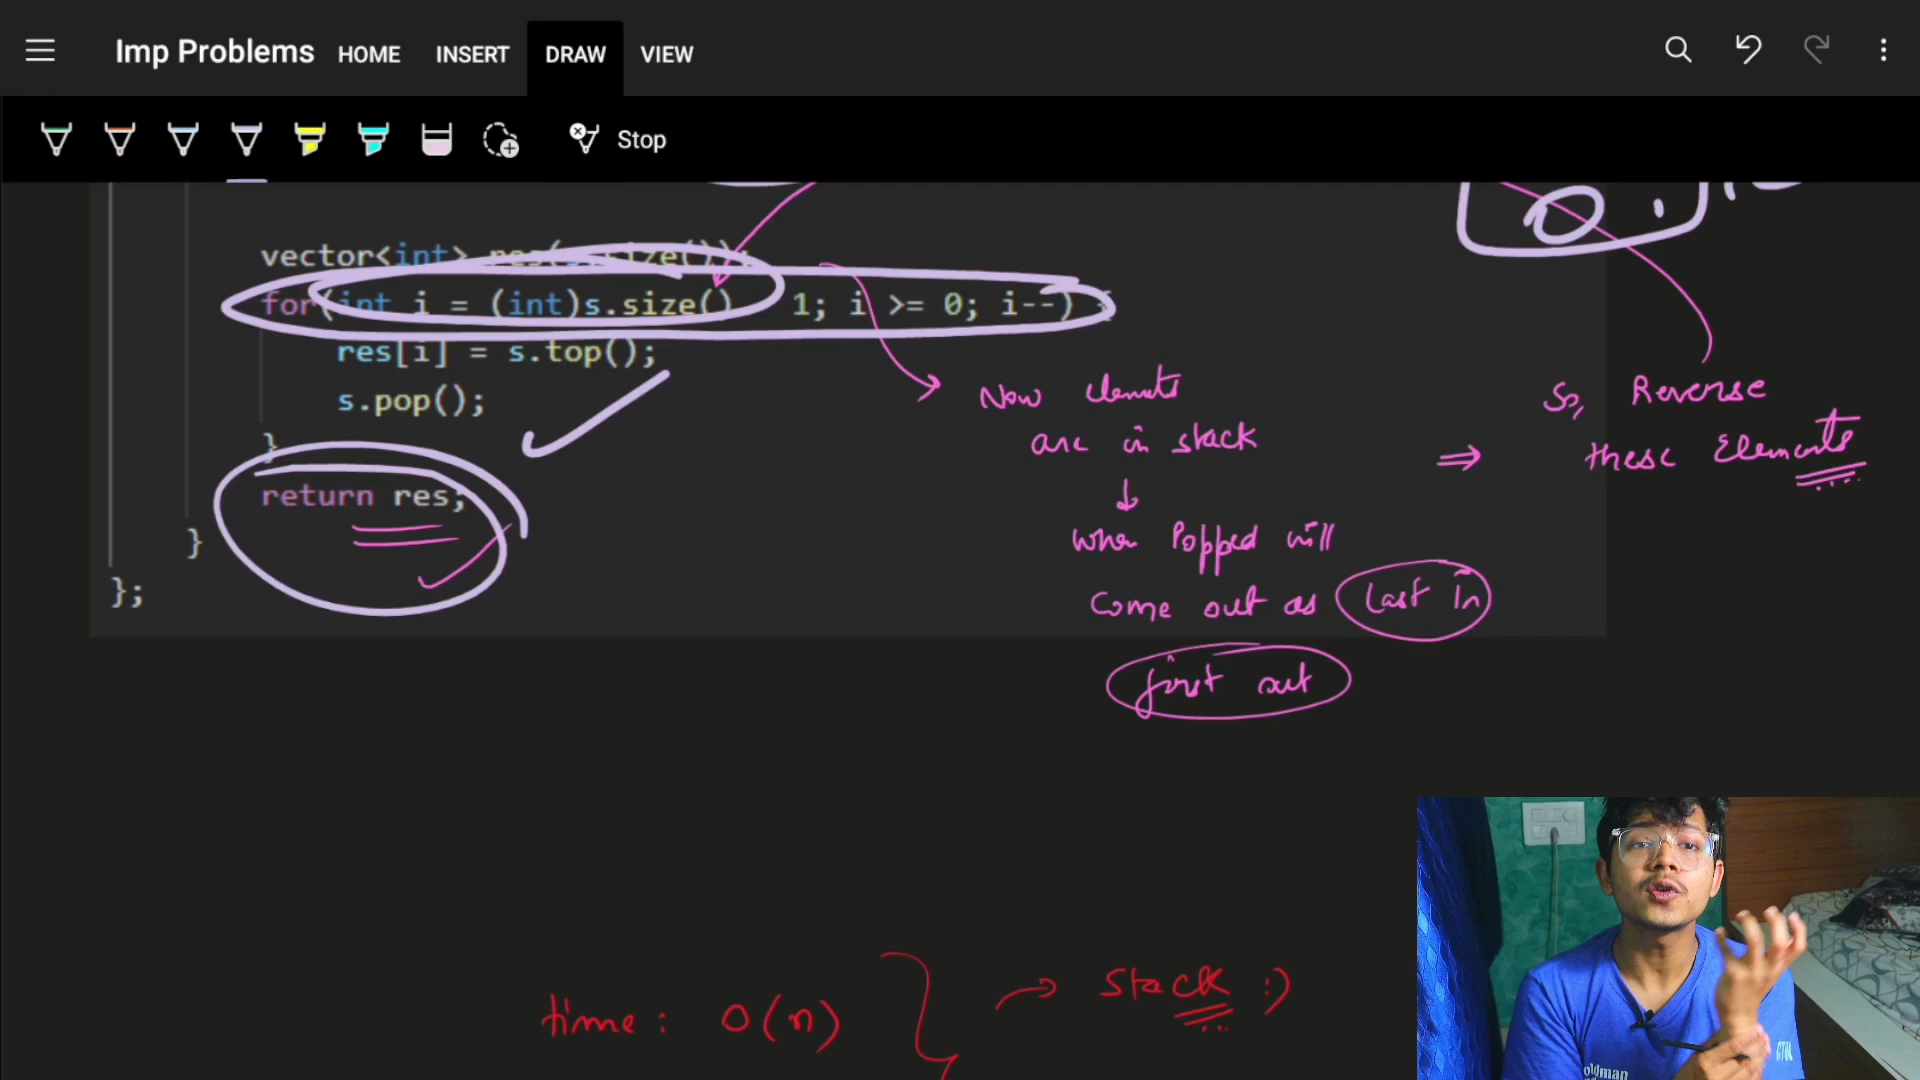 Imp Problems HOME INSERT DRAW VIEW
Stop
vector<int> res(s.size());
for(int i = (int)s.size() 1; i >= 0; i--) {
res[i] = s.top();
s.pop();
}
return res;
}
};
Now elements
are in stack
↓
when Popped will
come out as Last In
first out
⇒
So, Reverse
these Elements
time: O(n)
→ Stack :)